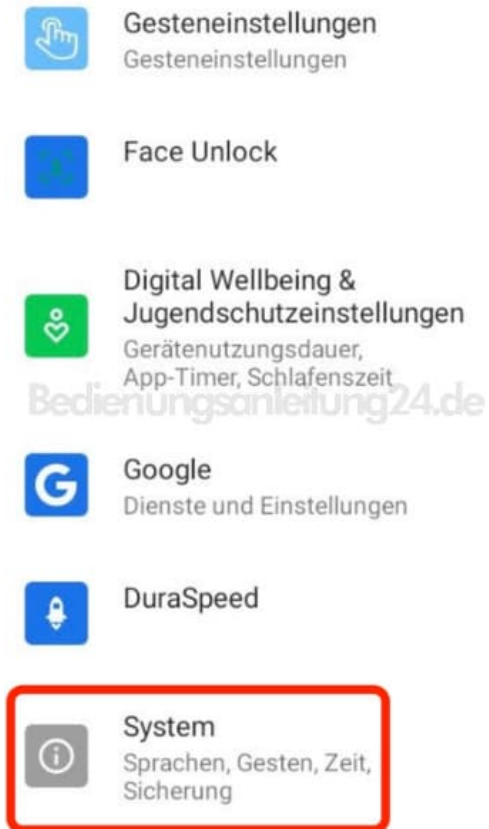 Gesteneinstellungen
Gesteneinstellungen
Face Unlock
Digital Wellbeing &
Jugendschutzeinstellungen
Gerätenutzungsdauer,
App-Timer, Schlafenszeit
Bedienungsanleitung24.de
Google
Dienste und Einstellungen
DuraSpeed
System
Sprachen, Gesten, Zeit,
Sicherung